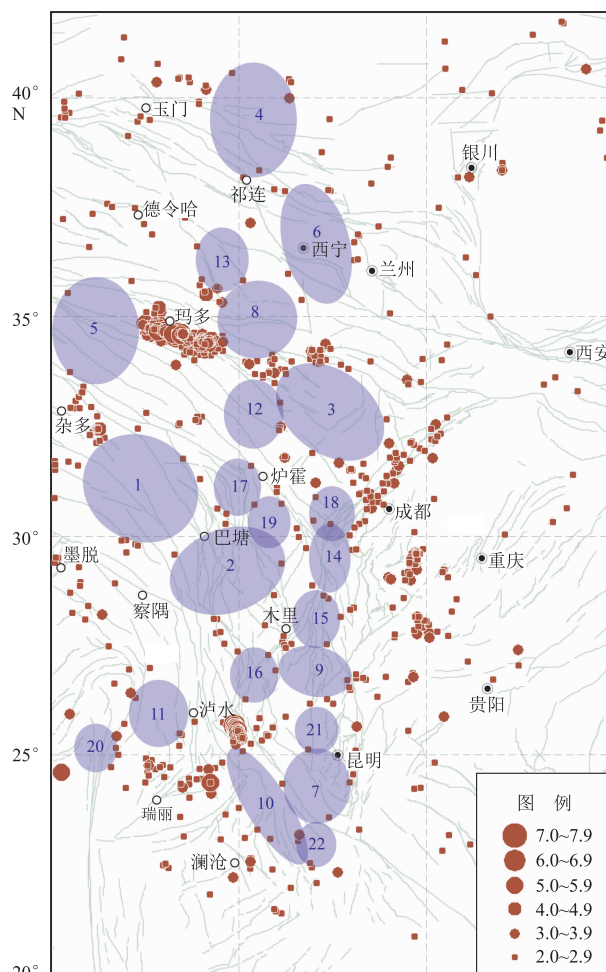 40°
N
玉门
4
银川
祁连
德令哈
6
西宁
兰州
13
5
8
35°
玛多
西安
12
3
杂多
炉霍
1
17
18
19
成都
30°
巴塘
14
墨脱
2
重庆
察隅
木里
15
16
9
贵阳
11
泸水
20
21
25°
昆明
7
瑞丽
10
22
澜沧
图 例
7.0~7.9
6.0~6.9
5.0~5.9
4.0~4.9
3.0~3.9
2.0~2.9
20°